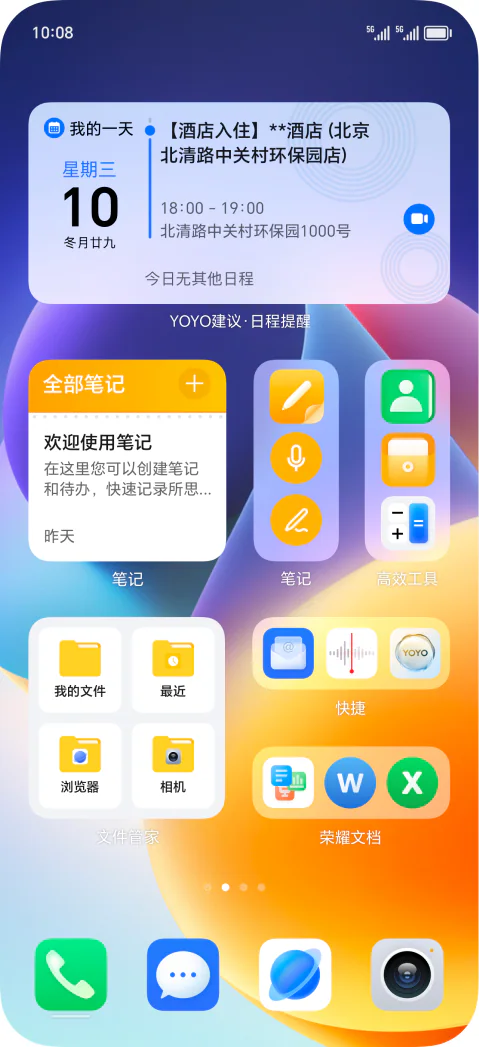 10:08
5G 5G
我的一天
星期三
10
冬月廿九
【酒店入住】**酒店 (北京
北清路中关村环保园店)
18:00 - 19:00
北清路中关村环保园1000号
今日无其他日程
YOYO建议·日程提醒
全部笔记
欢迎使用笔记
在这里您可以创建笔记
和待办，快速记录所思...
昨天
笔记
笔记
高效工具
我的文件
最近
浏览器
相机
文件管家
@
YOYO
快捷
W
X
荣耀文档